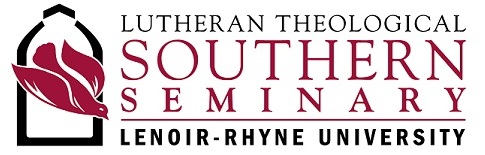 LUTHERAN THEOLOGICAL
SOUTHERN
SEMINARY
LENOIR-RHYNE UNIVERSITY